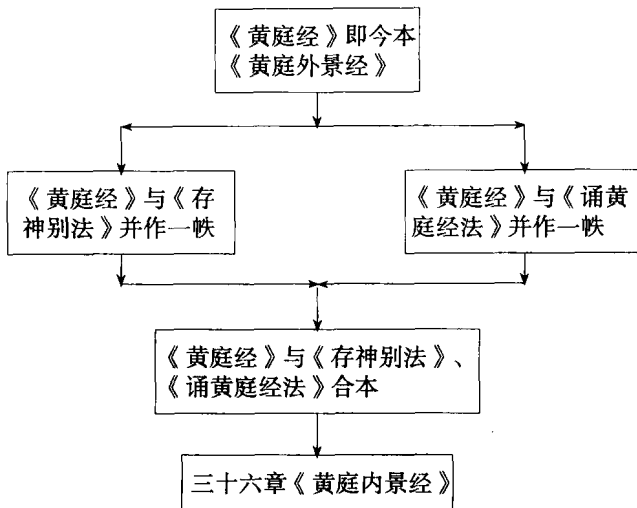 《黄庭经》即今本
《黄庭外景经》
《黄庭经》与《存
神别法》并作一帙
《黄庭经》与《诵黄
庭经法》并作一帙
《黄庭经》与《存神别法》、
《诵黄庭经法》合本
三十六章《黄庭内景经》